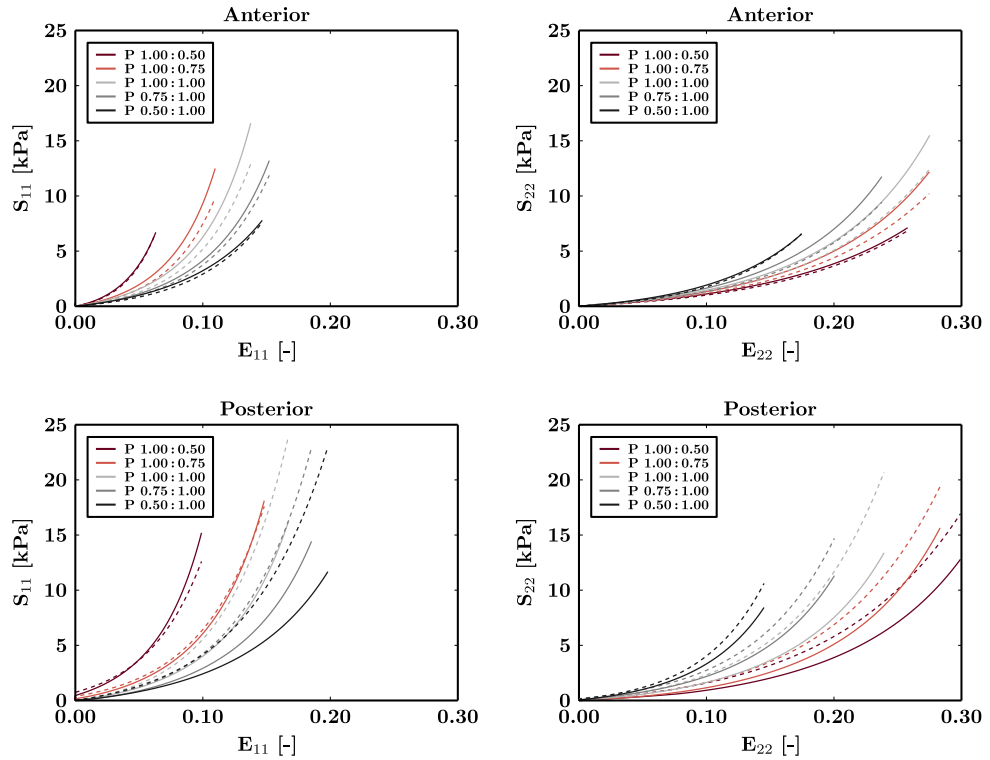 Anterior
25
20
15
10
5
0
S11 [kPa]
P 1.00:0.50
P 1.00:0.75
P 1.00:1.00
P 0.75:1.00
P 0.50:1.00
0.00 0.10 0.20 0.30
E11 [-]
Anterior
25
20
15
10
5
0
S22 [kPa]
P 1.00:0.50
P 1.00:0.75
P 1.00:1.00
P 0.75:1.00
P 0.50:1.00
0.00 0.10 0.20 0.30
E22 [-]
Posterior
25
20
15
10
5
0
S11 [kPa]
P 1.00:0.50
P 1.00:0.75
P 1.00:1.00
P 0.75:1.00
P 0.50:1.00
0.00 0.10 0.20 0.30
E11 [-]
Posterior
25
20
15
10
5
0
S22 [kPa]
P 1.00:0.50
P 1.00:0.75
P 1.00:1.00
P 0.75:1.00
P 0.50:1.00
0.00 0.10 0.20 0.30
E22 [-]